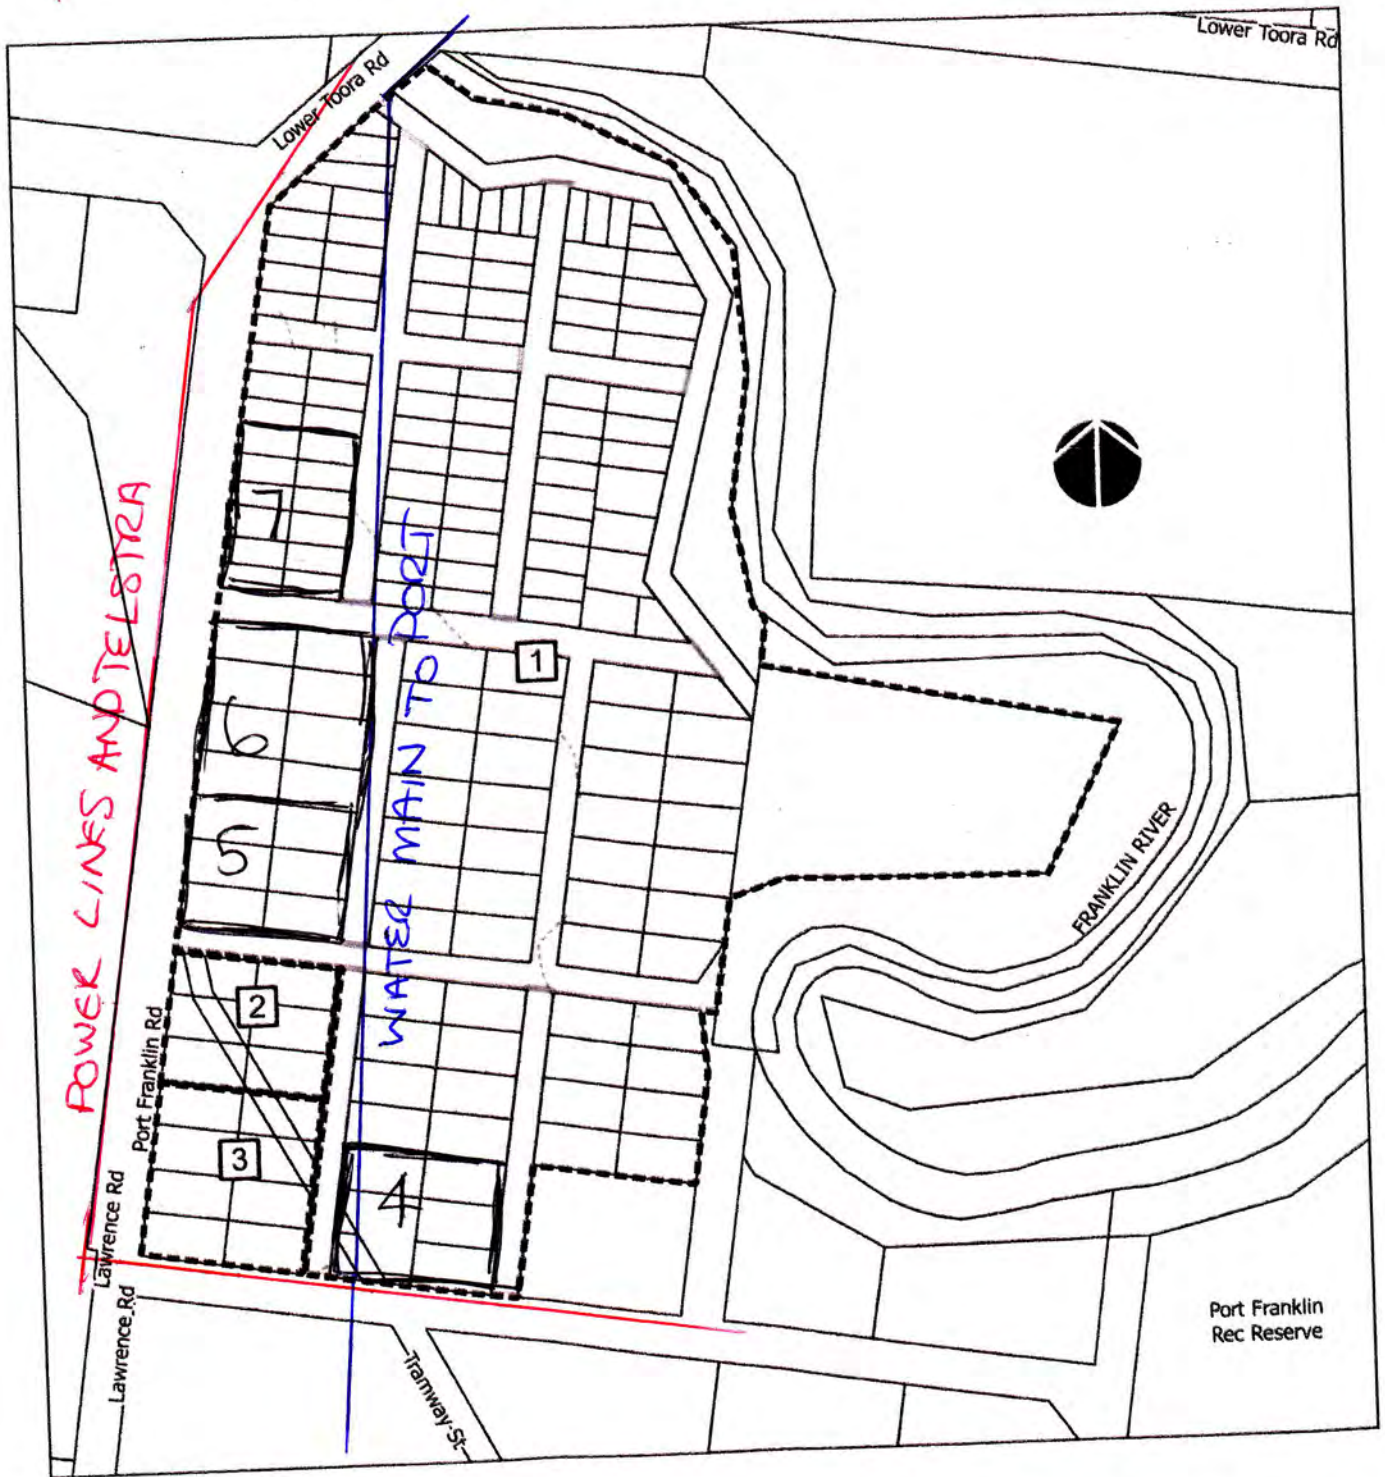 Lower Toora Rd
Lower Toora Rd
7
POWER LINES AND TELSTRA
WATER MAIN TO PORT
1
6
5
FRANKLIN RIVER
2
Port Franklin Rd
3
4
Lawrence Rd
Lawrence Rd
Port Franklin
Rec Reserve
Tramway St